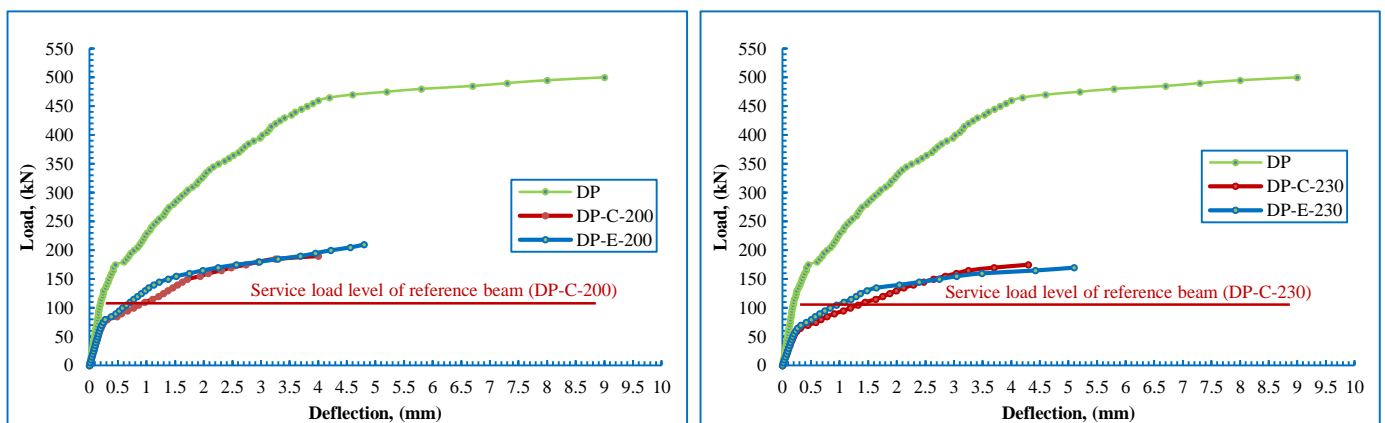 550
500
450
400
350
300
250
200
150
100
50
0
Load, (kN)
DP
DP-C-200
DP-E-200
Service load level of reference beam (DP-C-200)
0 0.5 1 1.5 2 2.5 3 3.5 4 4.5 5 5.5 6 6.5 7 7.5 8 8.5 9 9.5 10
Deflection, (mm)
550
500
450
400
350
300
250
200
150
100
50
0
Load, (kN)
DP
DP-C-230
DP-E-230
Service load level of reference beam (DP-C-230)
0 0.5 1 1.5 2 2.5 3 3.5 4 4.5 5 5.5 6 6.5 7 7.5 8 8.5 9 9.5 10
Deflection, (mm)